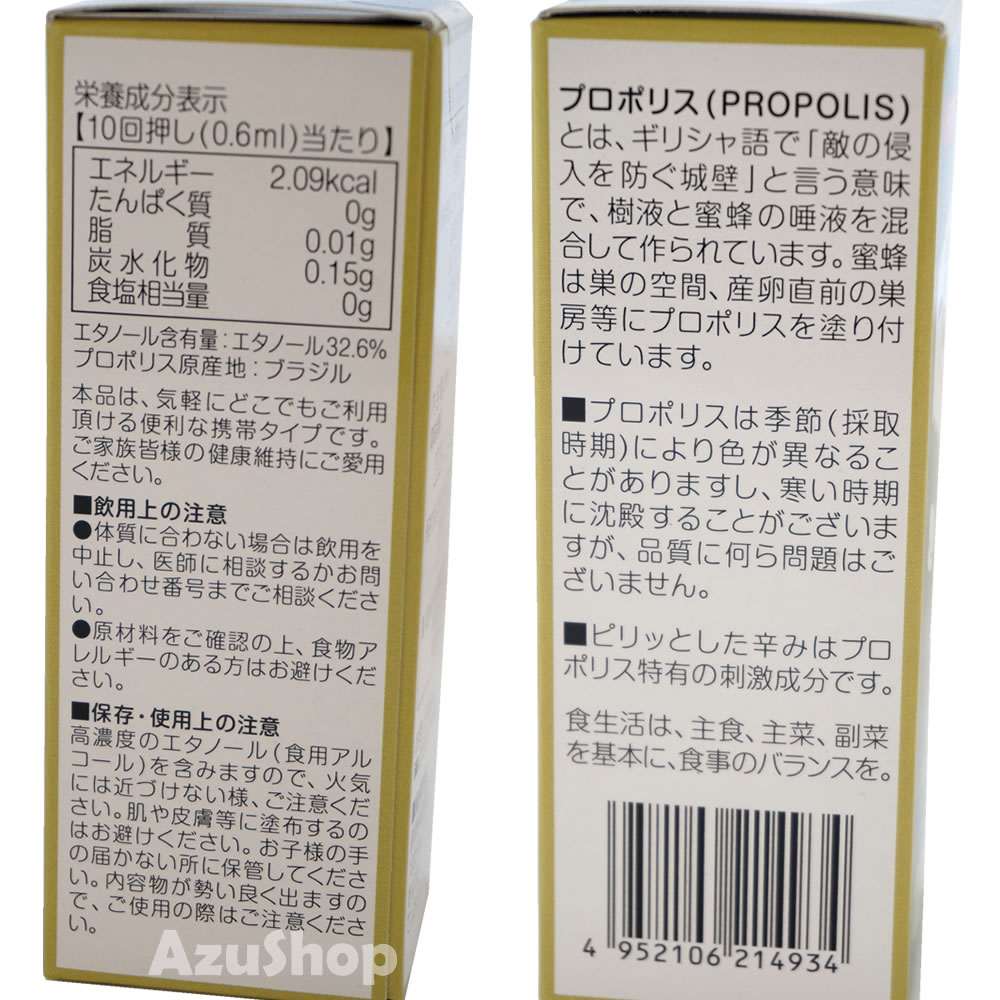 栄養成分表示
【10回押し(0.6ml)当たり】
エネルギー 2.09kcal
たんぱく質 0g
脂質 0.01g
炭水化物 0.15g
食塩相当量 0g
エタノール含有量：エタノール32.6%
プロポリス原産地：ブラジル
本品は、気軽にどこでもご利用
頂ける便利な携帯タイプです。
ご家族皆様の健康維持にご愛用
ください。
■飲用上の注意
●体質に合わない場合は飲用を
中止し、医師に相談するかお問
い合わせ番号までご相談くださ
い。
●原材料をご確認の上、食物ア
レルギーのある方はお避けくだ
さい。
■保存・使用上の注意
高濃度のエタノール(食用アル
コール)を含みますので、火気
には近づけない様、ご注意くだ
さい。肌や皮膚等に塗布するの
はお避けください。お子様の手
の届かない所に保管してくださ
い。内容物が勢い良く出ますの
で、ご使用の際はご注意くださ
い。
AzuShop
プロポリス(PROPOLIS)
とは、ギリシャ語で「敵の侵
入を防ぐ城壁」と言う意味
で、樹液と蜜蜂の唾液を混
合して作られています。蜜蜂
は巣の空間、産卵直前の巣
房等にプロポリスを塗り付
けています。
■プロポリスは季節(採取
時期)により色が異なるこ
とがありますし、寒い時期
に沈殿することがございま
すが、品質に何ら問題はご
ざいません。
■ピリッとした辛みはプロ
ポリス特有の刺激成分です。
食生活は、主食、主菜、副菜
を基本に、食事のバランスを。
4 952106 214934